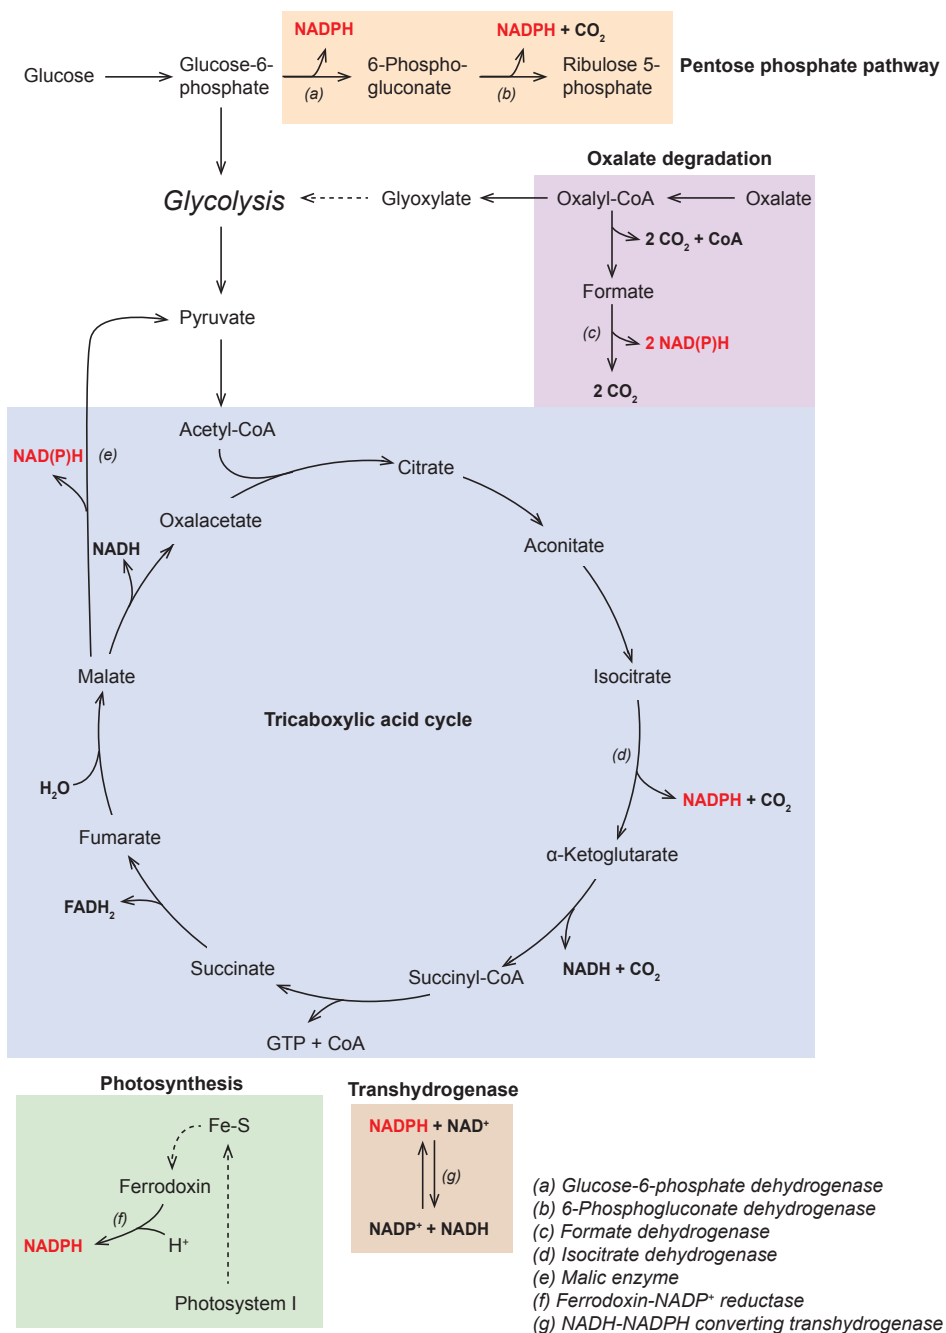 NADPH
NADPH + CO₂
Glucose
Glucose-6-
phosphate
(a)
6-Phospho-
gluconate
(b)
Ribulose 5-
phosphate
Pentose phosphate pathway
Oxalate degradation
Glycolysis
Glyoxylate
Oxalyl-CoA
Oxalate
2 CO₂ + CoA
Formate
Pyruvate
(c)
2 NAD(P)H
2 CO₂
Acetyl-CoA
NAD(P)H
(e)
Citrate
Oxalacetate
NADH
Aconitate
Malate
Isocitrate
Tricaboxylic acid cycle
(d)
H₂O
NADPH + CO₂
Fumarate
α-Ketoglutarate
FADH₂
Succinate
Succinyl-CoA
NADH + CO₂
GTP + CoA
Photosynthesis
Fe-S
Ferrodoxin
(f)
NADPH
H⁺
Photosystem I
Transhydrogenase
NADPH + NAD⁺
(g)
NADP⁺ + NADH
(a) Glucose-6-phosphate dehydrogenase
(b) 6-Phosphogluconate dehydrogenase
(c) Formate dehydrogenase
(d) Isocitrate dehydrogenase
(e) Malic enzyme
(f) Ferrodoxin-NADP⁺ reductase
(g) NADH-NADPH converting transhydrogenase